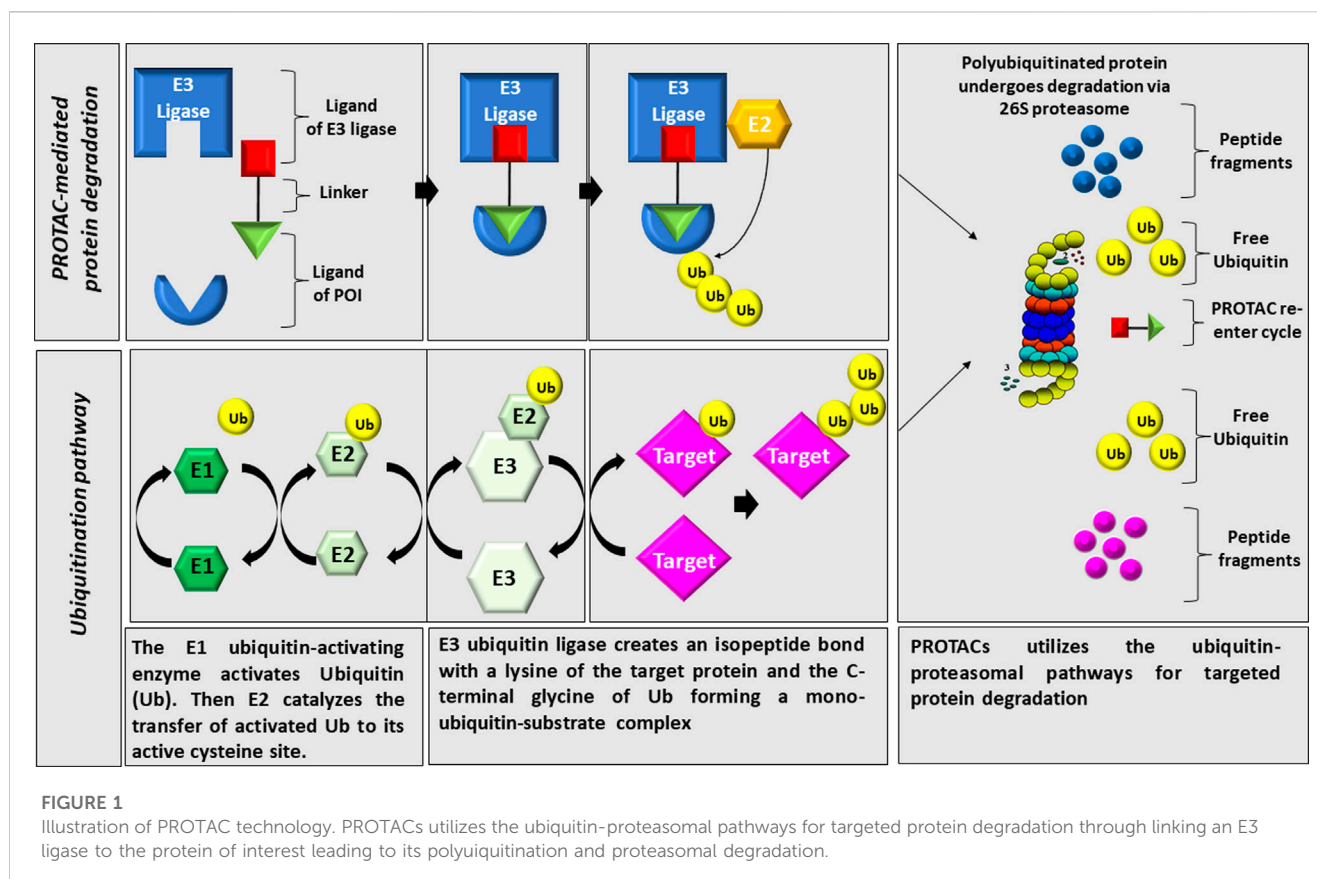 PROTAC-mediated
protein degradation
E3
Ligase
Ligand
of E3 ligase
Linker
Ligand
of POI
E3
Ligase
E3
Ligase
E2
Ub
Ub
Ub
Polyubiquitinated protein
undergoes degradation via
26S proteasome
Peptide
fragments
Ub
Ub
Ub
Free
Ubiquitin
PROTAC re-
enter cycle
3
Ub
Ub
Ub
Free
Ubiquitin
Peptide
fragments
Ubiquitination pathway
Ub
E1
E1
Ub
E2
E2
Ub
E2
E3
E3
Ub
Target
Target
Ub
Ub
Ub
Target
The E1 ubiquitin-activating
enzyme activates Ubiquitin
(Ub). Then E2 catalyzes the
transfer of activated Ub to its
active cysteine site.
E3 ubiquitin ligase creates an isopeptide bond
with a lysine of the target protein and the C-
terminal glycine of Ub forming a mono-
ubiquitin-substrate complex
PROTACs utilizes the ubiquitin-
proteasomal pathways for targeted
protein degradation
FIGURE 1
Illustration of PROTAC technology. PROTACs utilizes the ubiquitin-proteasomal pathways for targeted protein degradation through linking an E3
ligase to the protein of interest leading to its polyuiquitination and proteasomal degradation.